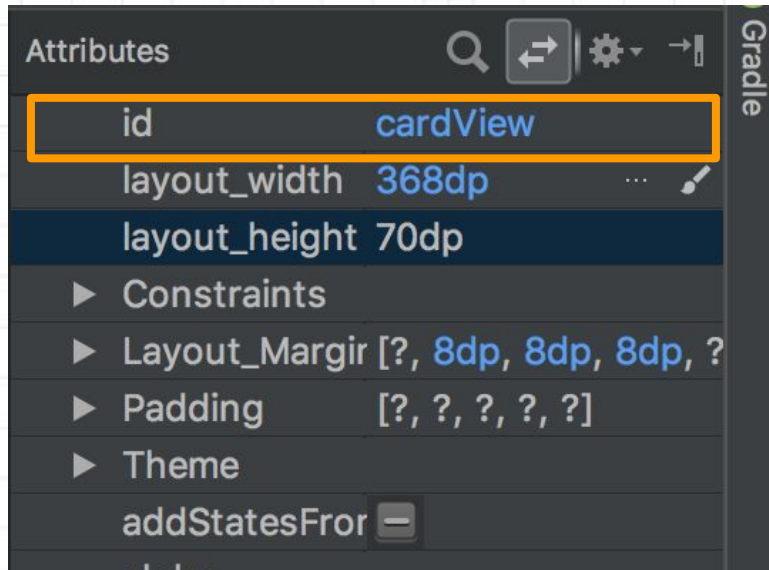 Attributes
Gradle
id cardView
layout_width 368dp ...
layout_height 70dp
Constraints
Layout_Margir [?, 8dp, 8dp, 8dp, ?
Padding [?, ?, ?, ?, ?]
Theme
addStatesFror